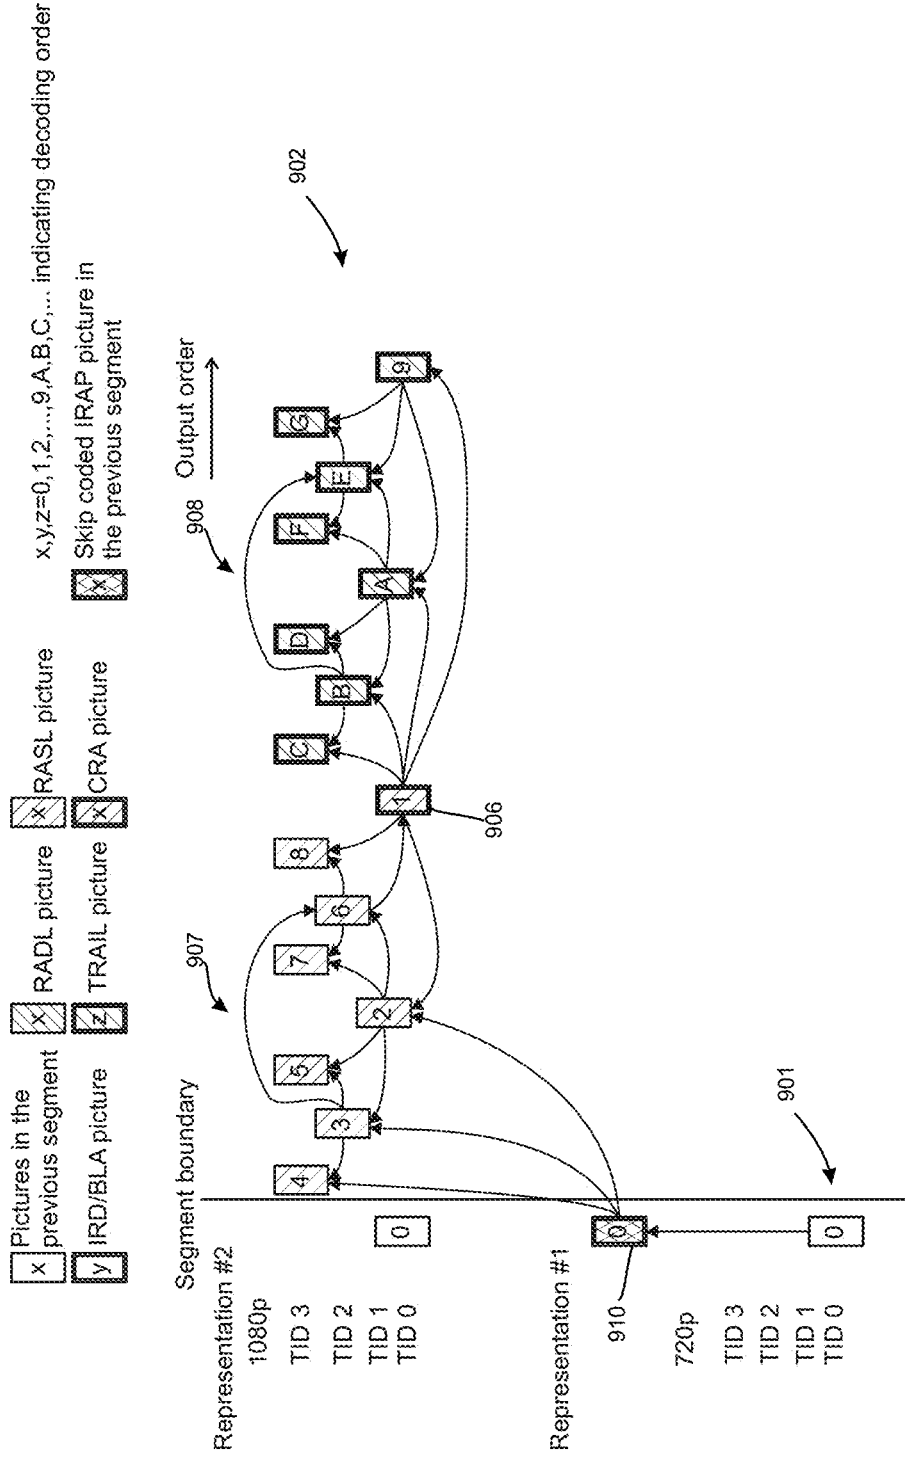 x Pictures in the
previous segment
x RADL picture
x RASL picture
x,y,z=0,1,2,...,9,A,B,C,... indicating decoding order
y IRD/BLA picture
z TRAIL picture
x CRA picture
x Skip coded IRAP picture in
the previous segment
Segment boundary
Output order
907
908
902
Representation #2
1080p
TID 3
4 5 7 8 C D F G
TID 2
3 6 B E
TID 1
2 A
TID 0
0 1 9
906
Representation #1
910
0
720p
TID 3
TID 2
TID 1
TID 0
0
901